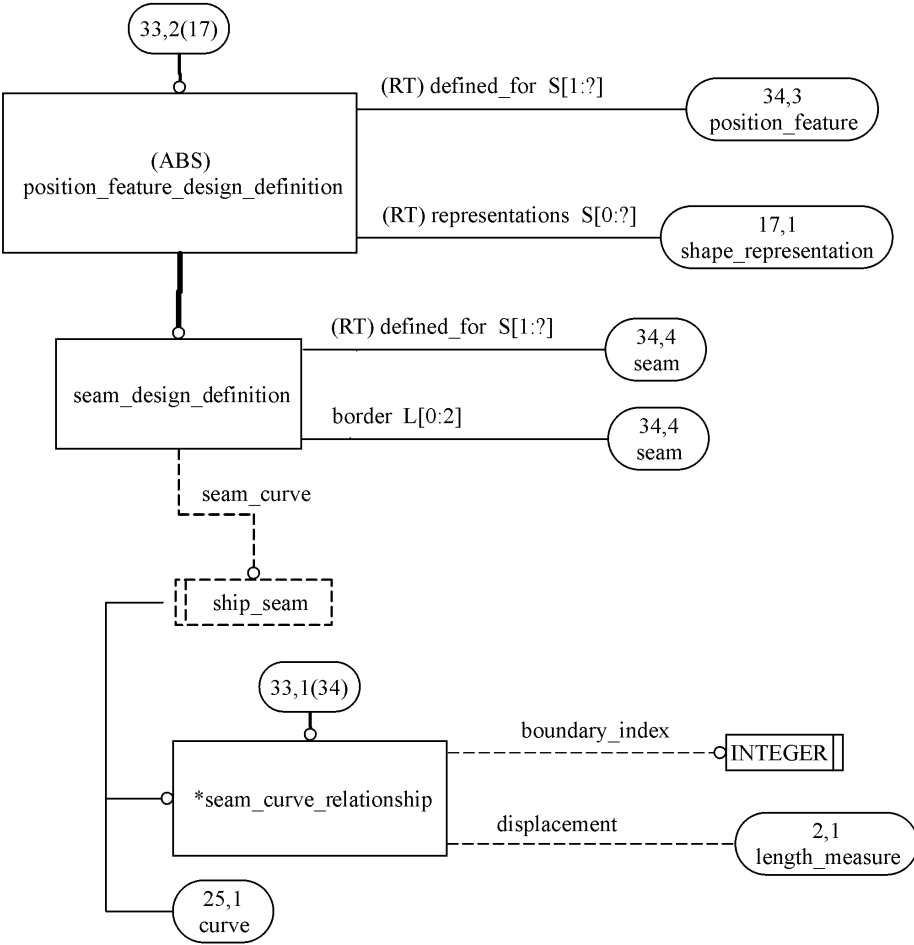 33,2(17)
(RT) defined_for S[1:?]
34,3
position_feature
(ABS)
position_feature_design_definition
(RT) representations S[0:?]
17,1
shape_representation
(RT) defined_for S[1:?]
34,4
seam
seam_design_definition
border L[0:2]
34,4
seam
seam_curve
ship_seam
33,1(34)
boundary_index
INTEGER
*seam_curve_relationship
displacement
2,1
length_measure
25,1
curve